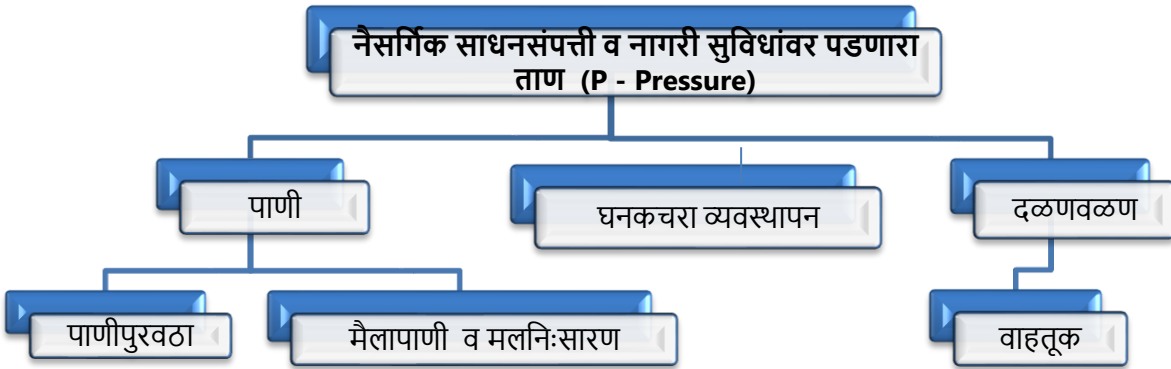 नैसर्गिक साधनसंपत्ती व नागरी सुविधांवर पडणारा
ताण (P - Pressure)
पाणी
घनकचरा व्यवस्थापन
दळणवळण
पाणीपुरवठा
मैलापाणी व मलनिःसारण
वाहतूक